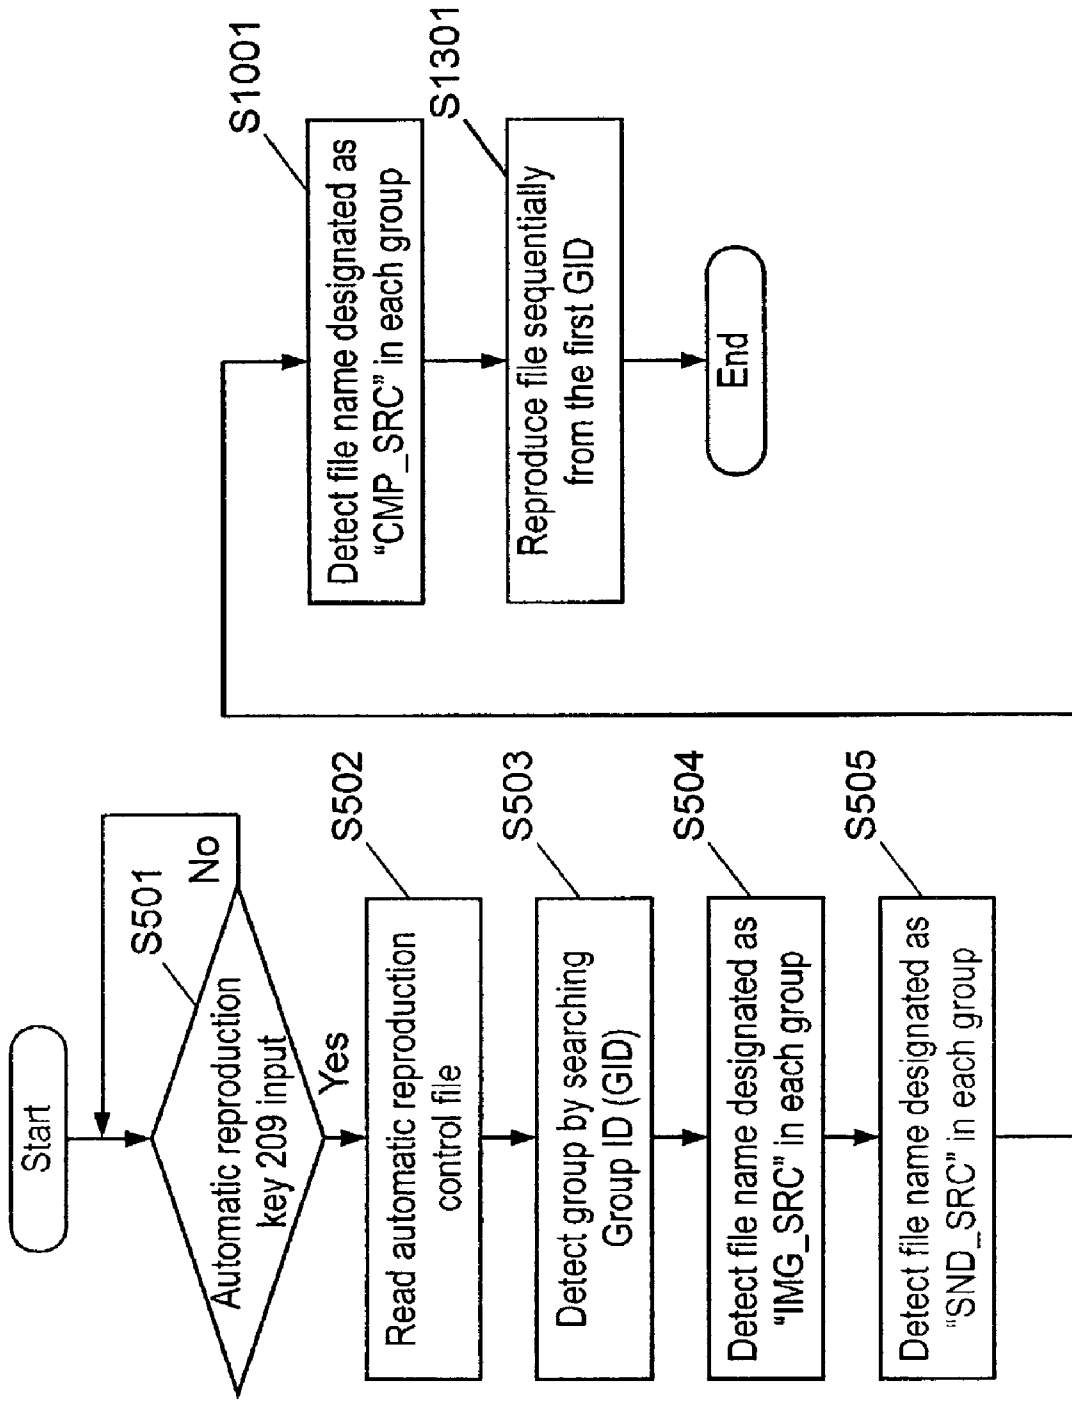 Start
S501
Automatic reproduction
key 209 input
No
Yes
S502
Read automatic reproduction
control file
S503
Detect group by searching
Group ID (GID)
S504
Detect file name designated as
“IMG_SRC” in each group
S505
Detect file name designated as
“SND_SRC” in each group
S1001
Detect file name designated as
“CMP_SRC” in each group
S1301
Reproduce file sequentially
from the first GID
End